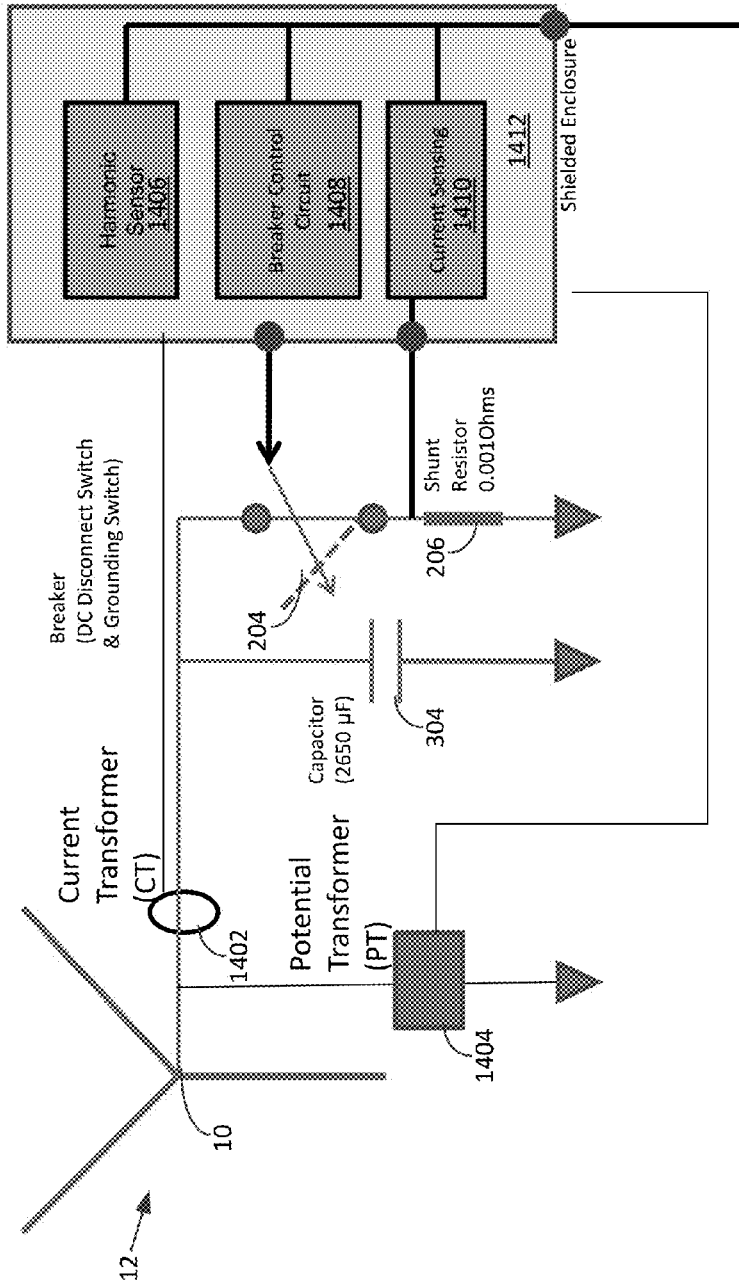 12
10
Current
Transformer
(CT)
1402
Breaker
(DC Disconnect Switch
& Grounding Switch)
Harmonic
Sensor
1406
Breaker Control
Circuit
1408
Current Sensing
1410
1412
Shielded Enclosure
204
Potential
Transformer
(PT)
1404
Capacitor
(2650 µF)
304
Shunt
Resistor
0.001Ohms
206